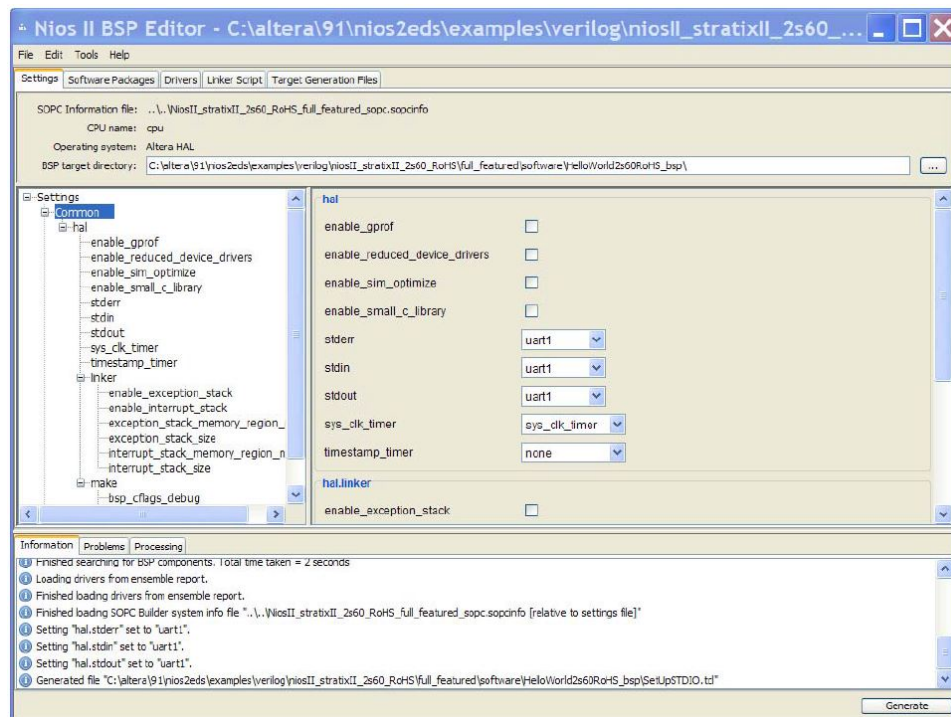 Nios II BSP Editor - C:\altera\91\nios2eds\examples\verilog\niosII_stratixII_2s60_...
File Edit Tools Help
Settings Software Packages Drivers Linker Script Target Generation Files
SOPC Information file: ..\..\NiosII_stratixII_2s60_RoHS_full_featured_sopc.sopcinfo
CPU name: cpu
Operating system: Altera HAL
BSP target directory: C:\altera\91\nios2eds\examples\verilog\niosII_stratixII_2s60_RoHS\full_featured\software\HelloWorld2s60RoHS_bsp\ ...
Settings
Common
hal
enable_gprof
enable_reduced_device_drivers
enable_sim_optimize
enable_small_c_library
stderr
stdin
stdout
sys_clk_timer
timestamp_timer
linker
enable_exception_stack
enable_interrupt_stack
exception_stack_memory_region_
exception_stack_size
interrupt_stack_memory_region_n
interrupt_stack_size
make
bsp_cflags_debug
hal
enable_gprof
enable_reduced_device_drivers
enable_sim_optimize
enable_small_c_library
stderr uart1
stdin uart1
stdout uart1
sys_clk_timer sys_clk_timer
timestamp_timer none
hal.linker
enable_exception_stack
Information Problems Processing
Finished searching for BSP components. Total time taken = 2 seconds
Loading drivers from ensemble report.
Finished loading drivers from ensemble report.
Finished loading SOPC Builder system info file "..\..\NiosII_stratixII_2s60_RoHS_full_featured_sopc.sopcinfo [relative to settings file]"
Setting "hal.stderr" set to "uart1".
Setting "hal.stdin" set to "uart1".
Setting "hal.stdout" set to "uart1".
Generated file "C:\altera\91\nios2eds\examples\verilog\niosII_stratixII_2s60_RoHS\full_featured\software\HelloWorld2s60RoHS_bsp\SetUpSTDIO.tcl"
Generate